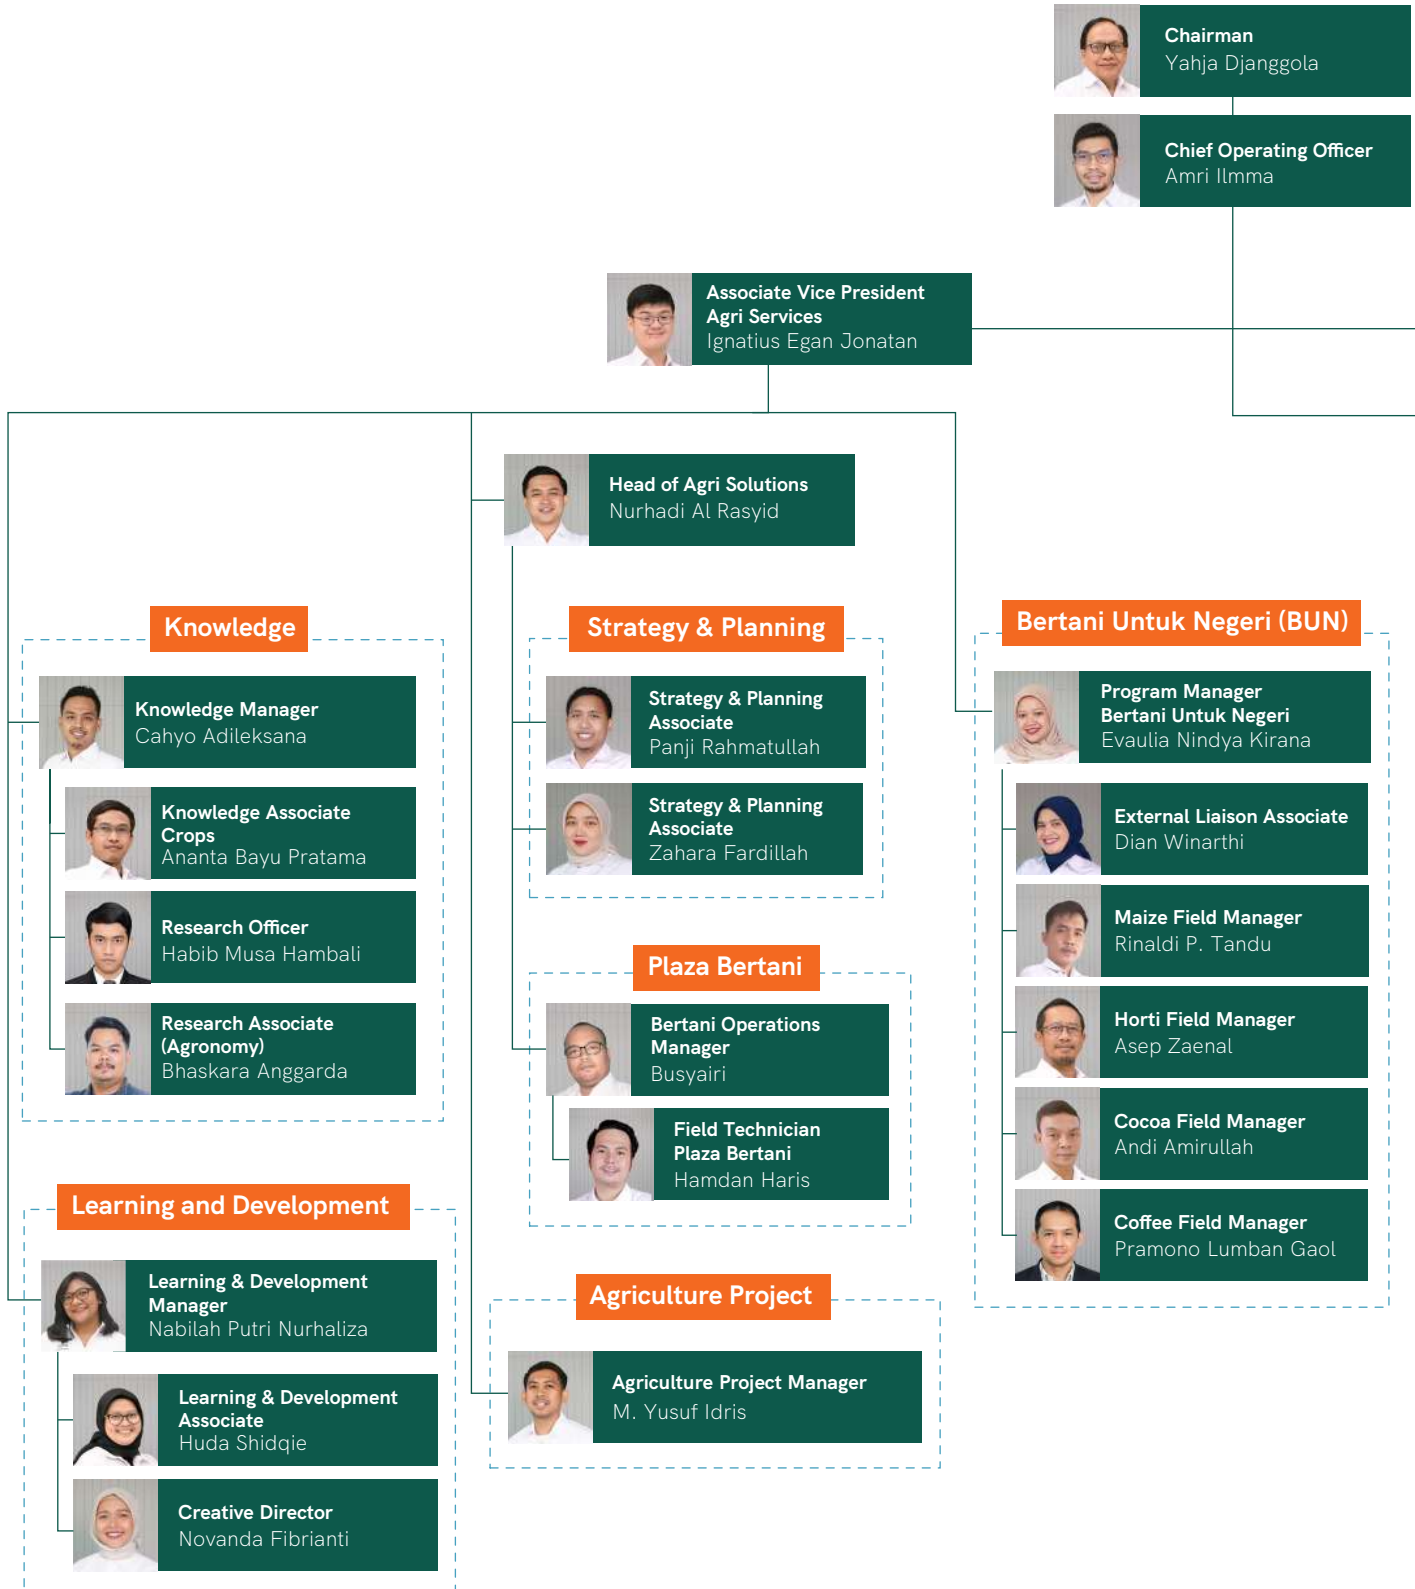 Chairman
Yahja Djanggola
Chief Operating Officer
Amri Ilmma
Associate Vice President
Agri Services
Ignatius Egan Jonatan
Head of Agri Solutions
Nurhadi Al Rasyid
Knowledge
Knowledge Manager
Cahyo Adileksana
Knowledge Associate
Crops
Ananta Bayu Pratama
Research Officer
Habib Musa Hambali
Research Associate
(Agronomy)
Bhaskara Anggarda
Learning and Development
Learning & Development
Manager
Nabilah Putri Nurhaliza
Learning & Development
Associate
Huda Shidqie
Creative Director
Novanda Fibrianti
Strategy & Planning
Strategy & Planning
Associate
Panji Rahmatullah
Strategy & Planning
Associate
Zahara Fardillah
Plaza Bertani
Bertani Operations
Manager
Busyairi
Field Technician
Plaza Bertani
Hamdan Haris
Agriculture Project
Agriculture Project Manager
M. Yusuf Idris
Bertani Untuk Negeri (BUN)
Program Manager
Bertani Untuk Negeri
Evaulia Nindya Kirana
External Liaison Associate
Dian Winarthi
Maize Field Manager
Rinaldi P. Tandu
Horti Field Manager
Asep Zaenal
Cocoa Field Manager
Andi Amirullah
Coffee Field Manager
Pramono Lumban Gaol